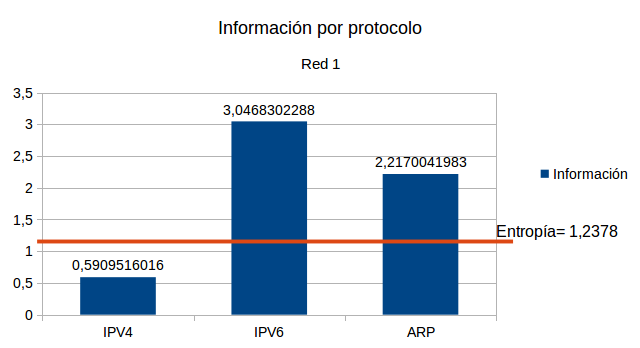 Información por protocolo
Red 1
3,5
3
2,5
2
1,5
1
0,5
0
3,0468302288
2,2170041983
0,5909516016
Entropía= 1,2378
Información
IPV4
IPV6
ARP